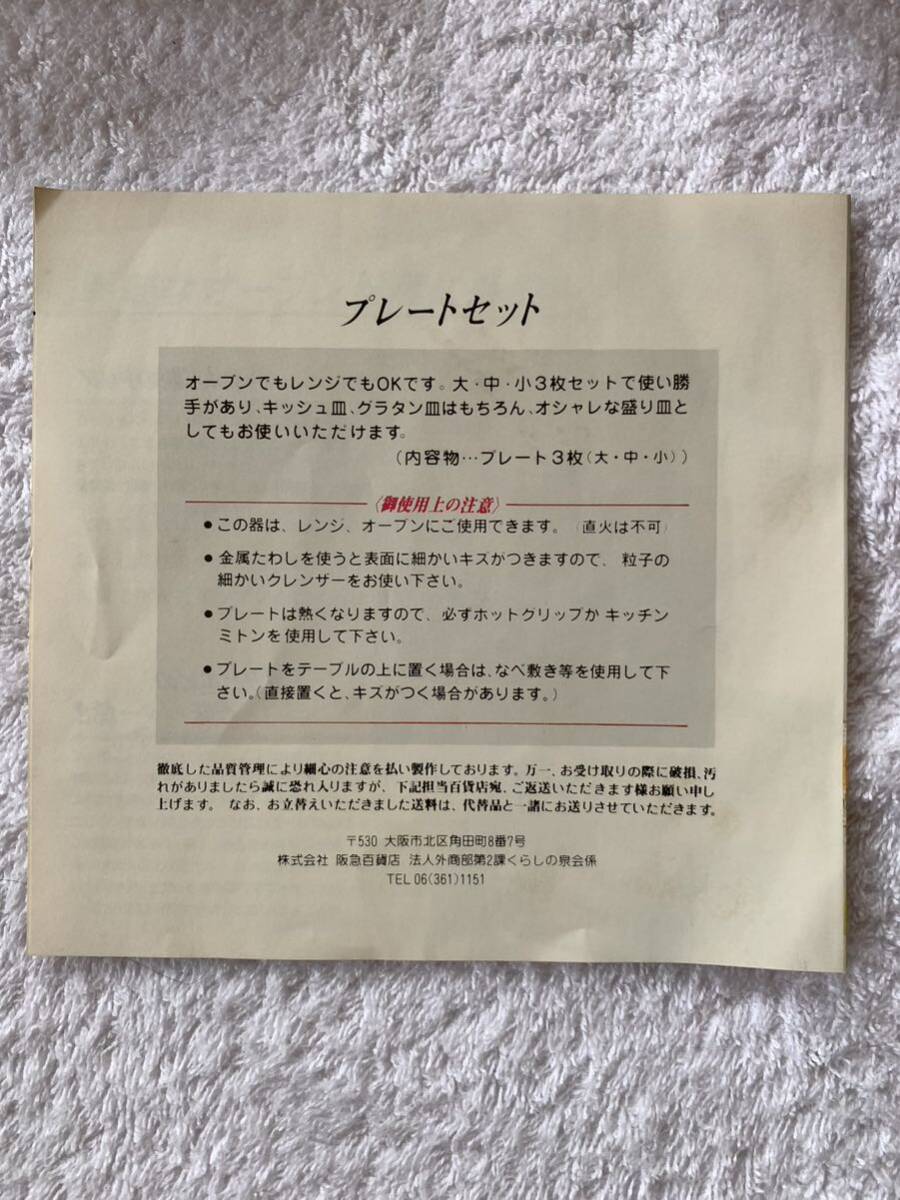 プレートセット
オーブンでもレンジでもOKです。大・中・小3枚セットで使い勝
手があり、キッシュ皿、グラタン皿はもちろん、オシャレな盛り皿と
してもお使いいただけます。
（内容物…プレート3枚（大・中・小））
〈御使用上の注意〉
●この器は、レンジ、オーブンにご使用できます。（直火は不可）
●金属たわしを使うと表面に細かいキズがつきますので、粒子の
細かいクレンザーをお使い下さい。
●プレートは熱くなりますので、必ずホットグリップか キッチン
ミトンを使用して下さい。
●プレートをテーブルの上に置く場合は、なべ敷き等を使用して下
さい。（直接置くと、キズがつく場合があります。）
徹底した品質管理により細心の注意を払い製作しております。万一、お受け取りの際に破損、汚
れがありましたら誠に恐れ入りますが、下記担当百貨店宛、ご返送いただきます様お願い申し
上げます。 なお、お立替えいただきました送料は、代替品と一諸にお送りさせていただきます。
〒530 大阪市北区角田町8番7号
株式会社 阪急百貨店 法人外商部第2課くらしの泉会係
TEL 06(361)1151